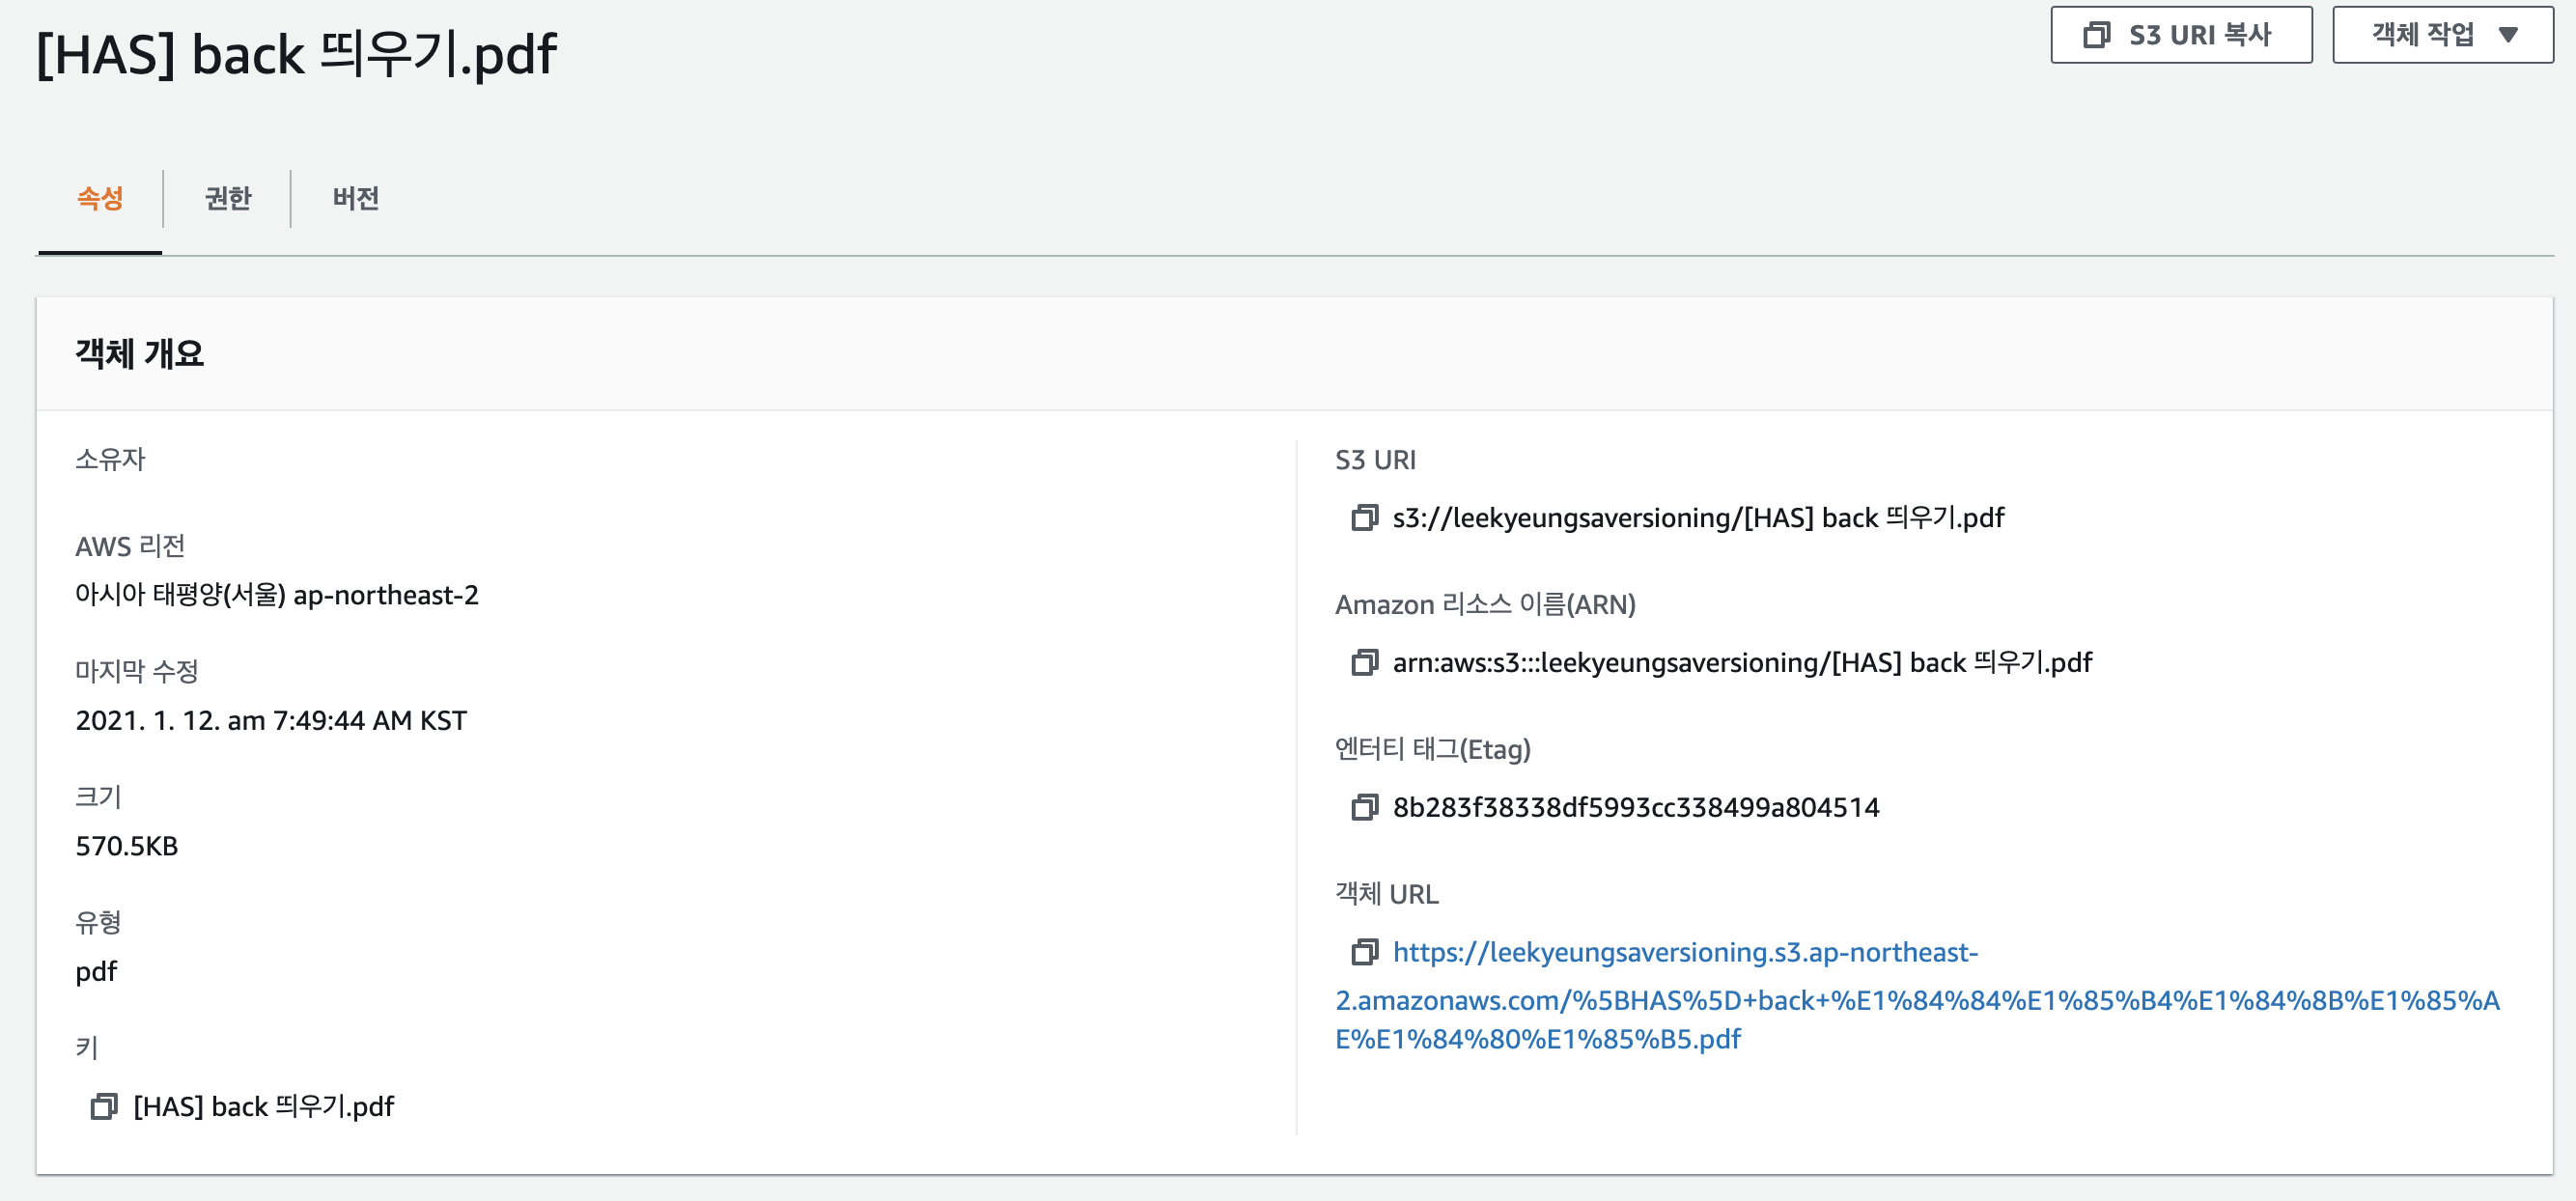 [HAS] back 띄우기.pdf
S3 URI 복사
객체 작업
속성
권한
버전
객체 개요
소유자
AWS 리전
아시아 태평양(서울) ap-northeast-2
마지막 수정
2021. 1. 12. am 7:49:44 AM KST
크기
570.5KB
유형
pdf
키
[HAS] back 띄우기.pdf
S3 URI
s3://leekyeungsaversioning/[HAS] back 띄우기.pdf
Amazon 리소스 이름(ARN)
arn:aws:s3:::leekyeungsaversioning/[HAS] back 띄우기.pdf
엔터티 태그(Etag)
8b283f38338df5993cc338499a804514
객체 URL
https://leekyeungsaversioning.s3.ap-northeast-
2.amazonaws.com/%5BHAS%5D+back+%E1%84%84%E1%85%B4%E1%84%8B%E1%85%A
E%E1%84%80%E1%85%B5.pdf